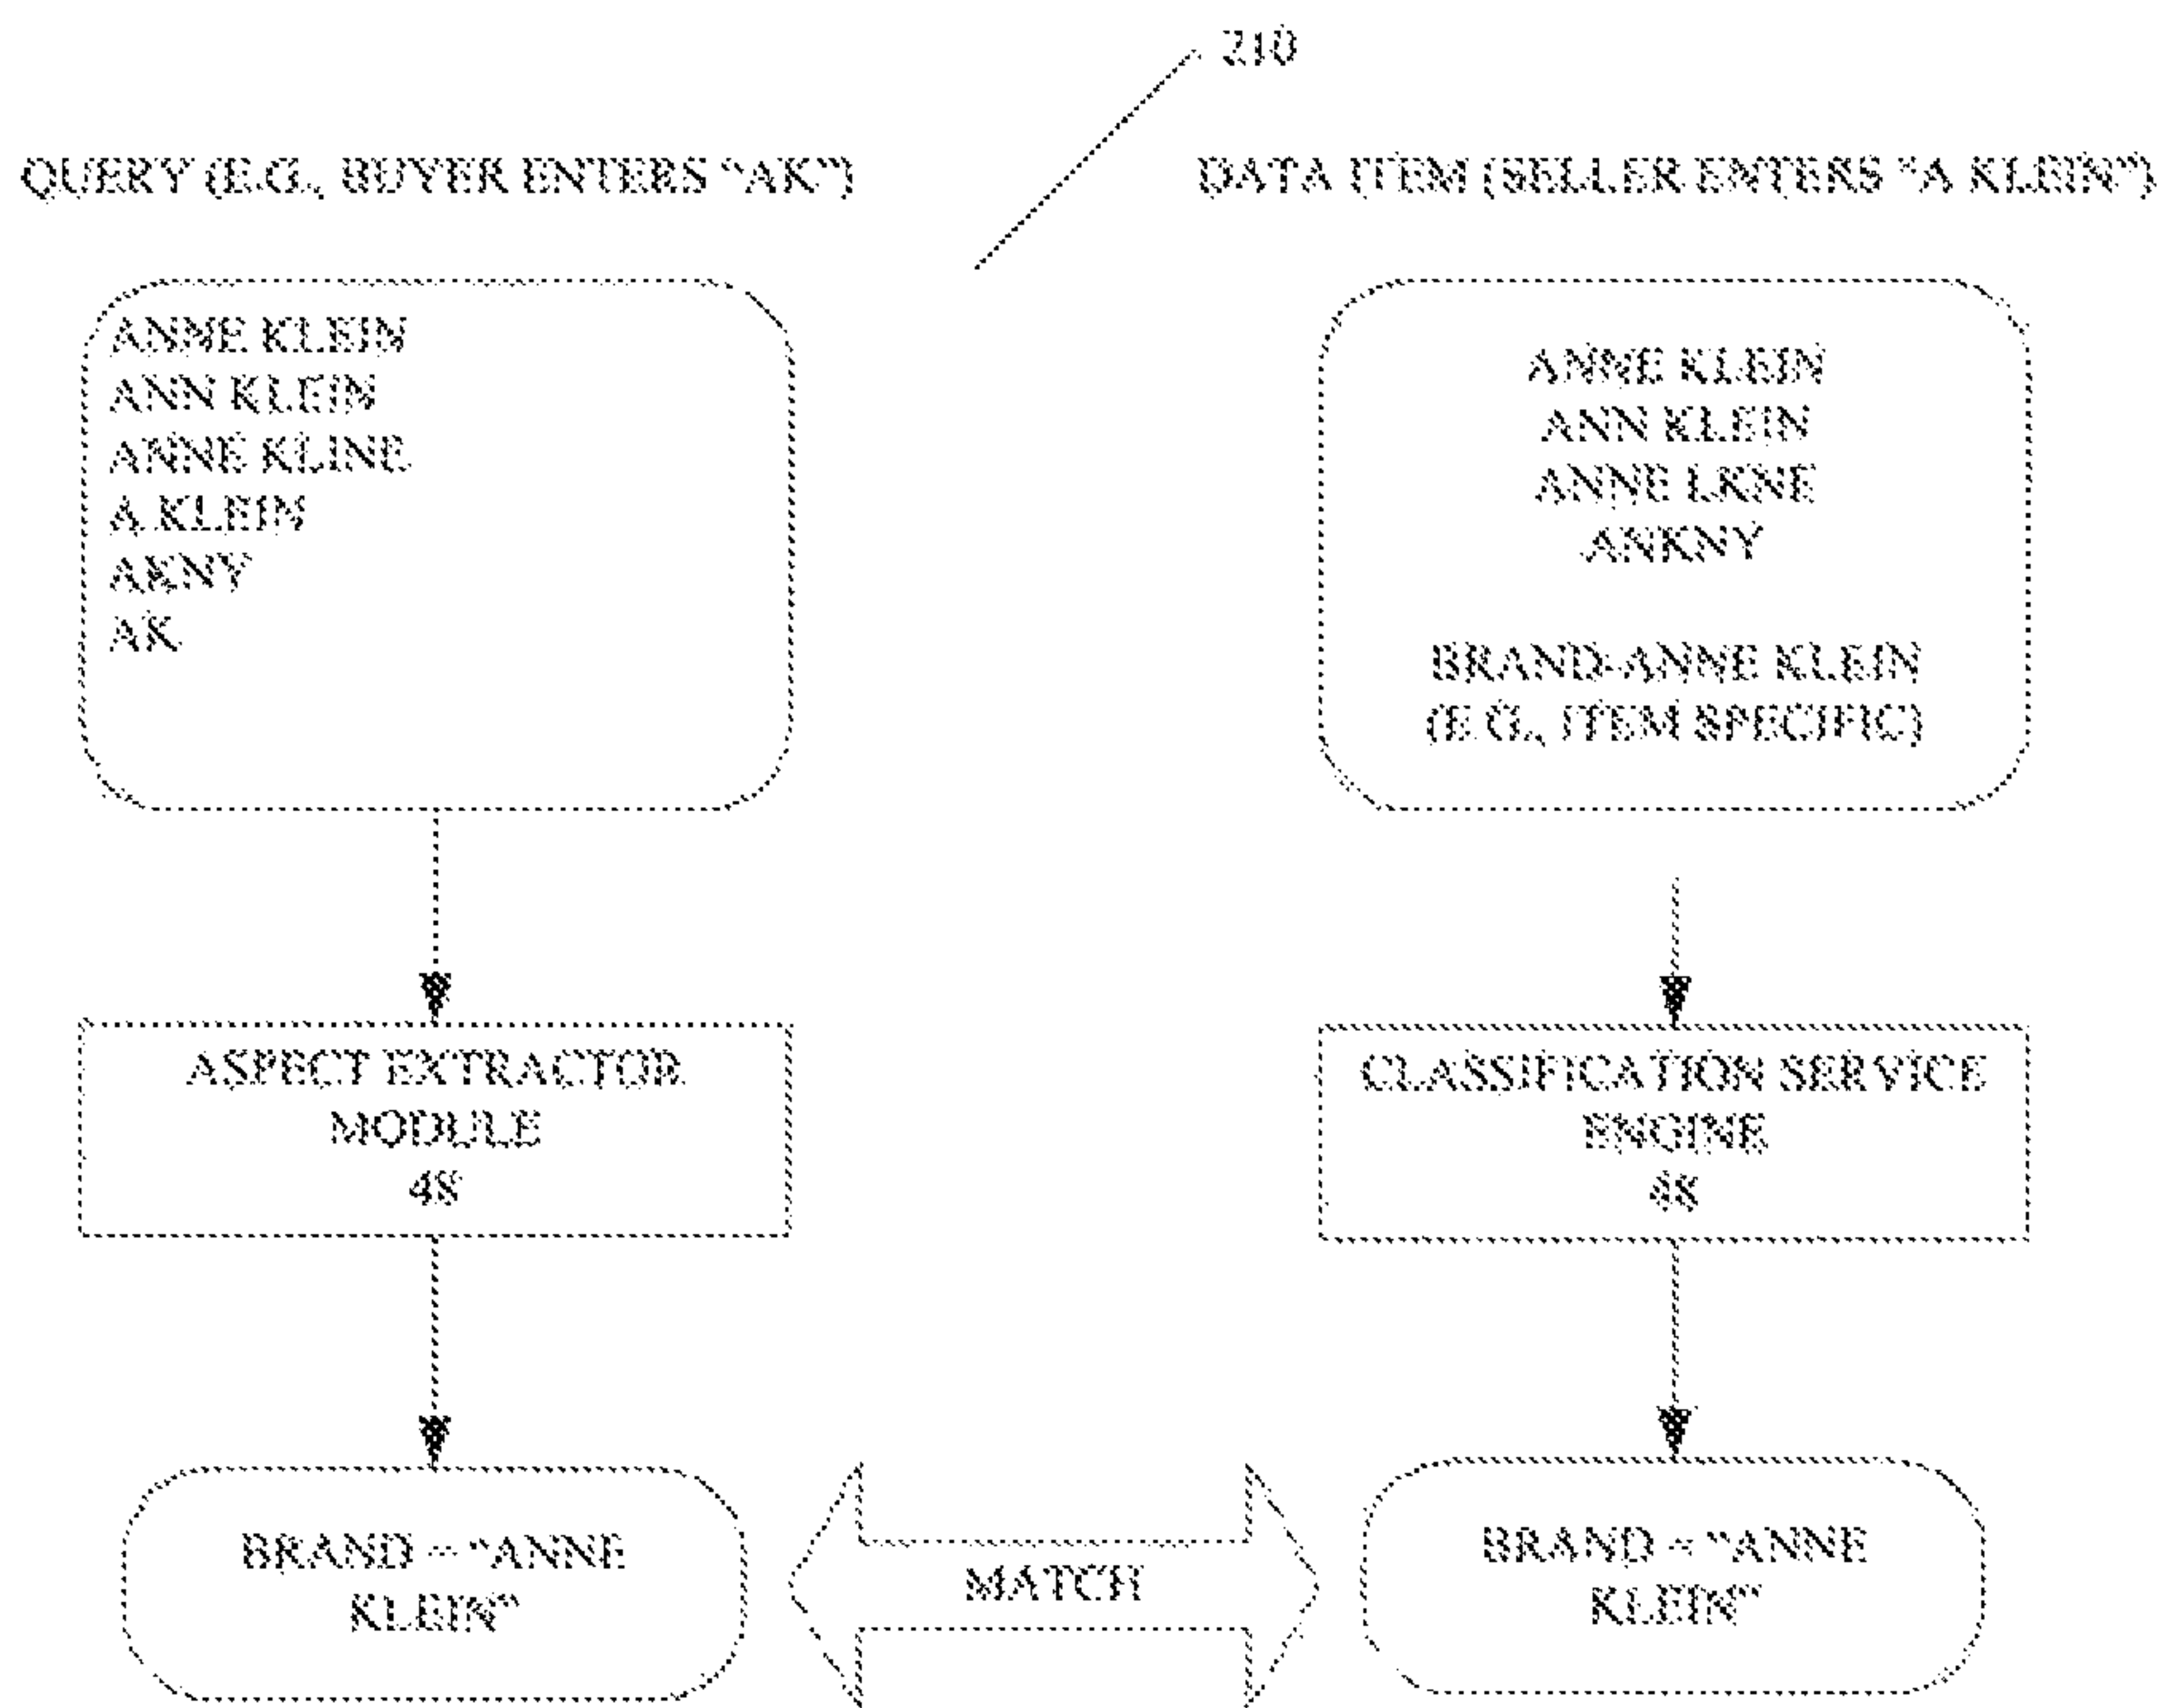 210
QUERY (E.G., BUYER ENTERS "AK")
ANNE KLEIN
ANN KLEIN
ANNE KLINE
A KLEIN
AKNY
AK
ASPECT EXTRACTOR
MODULE
48
BRAND = "ANNE
KLEIN"
MATCH
DATA ITEM (SELLER ENTERS "A KLEIN")
ANNE KLEIN
ANN KLEIN
ANNE LKNE
ANKNY
BRAND-ANNE KLEIN
(E.G., ITEM SPECIFIC)
CLASSIFICATION SERVICE
ENGINE
48
BRAND = "ANNE
KLEIN"